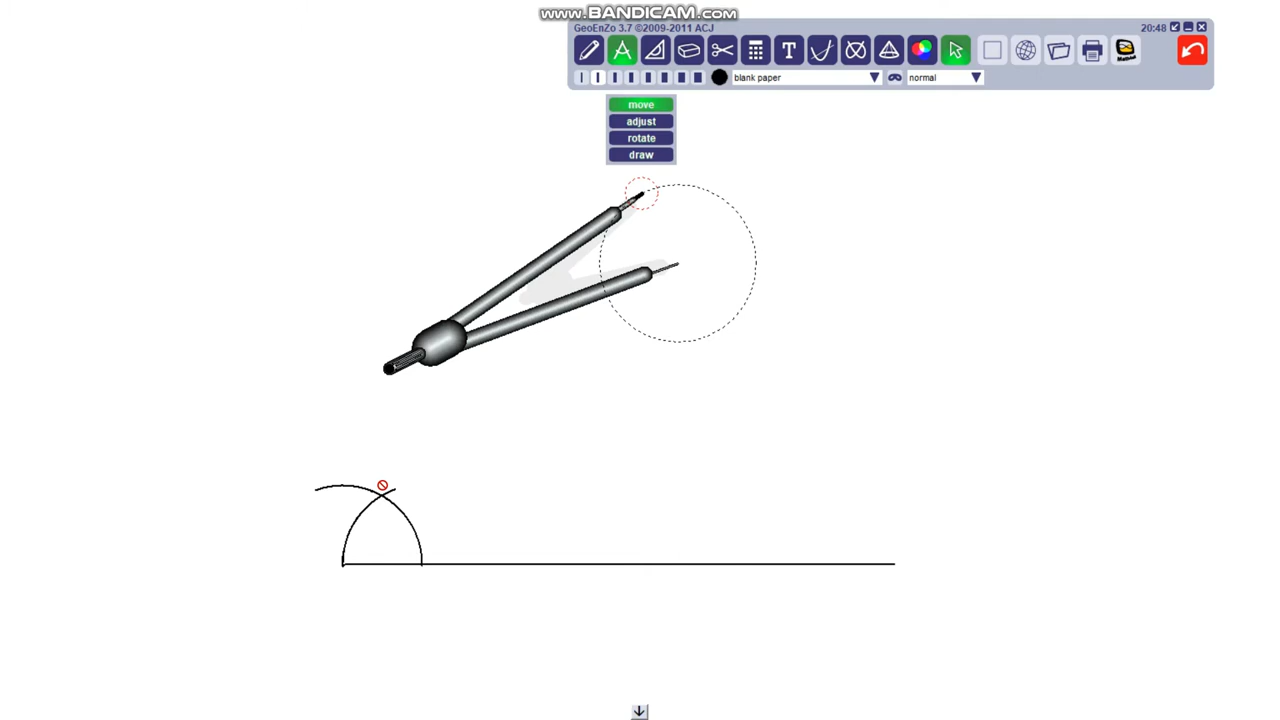 www.BANDICAM.com
GeoEnZo 3.7 ©2009-2011 ACJ 20:48
T
blank paper normal
move
adjust
rotate
draw